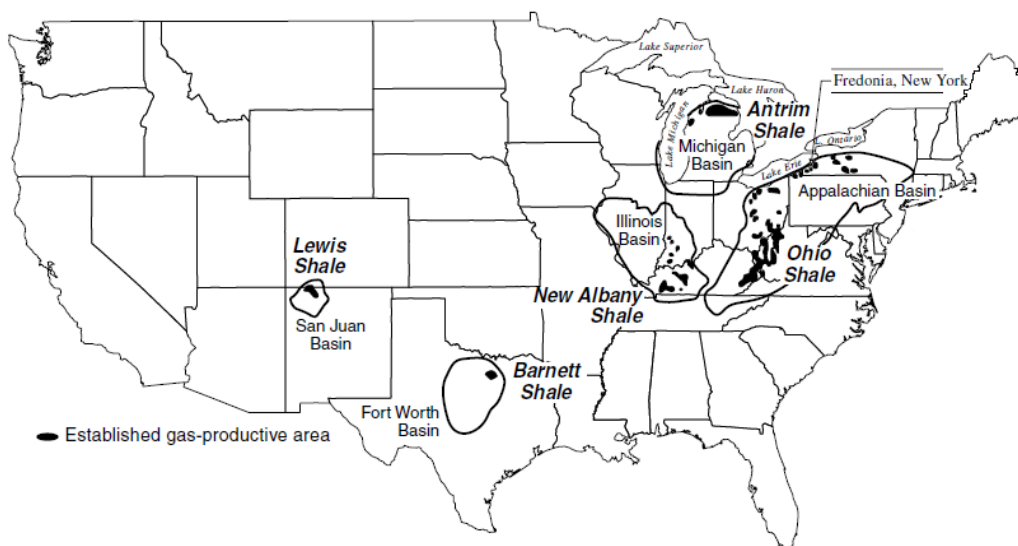 Lake Superior
Fredonia, New York
Lake Huron
Antrim
Shale
Lake Michigan
Michigan
Basin
L. Ontario
Lake Erie
Appalachian Basin
Illinois
Basin
Lewis
Shale
Ohio
Shale
New Albany
Shale
San Juan
Basin
Barnett
Shale
Fort Worth
Basin
Established gas-productive area